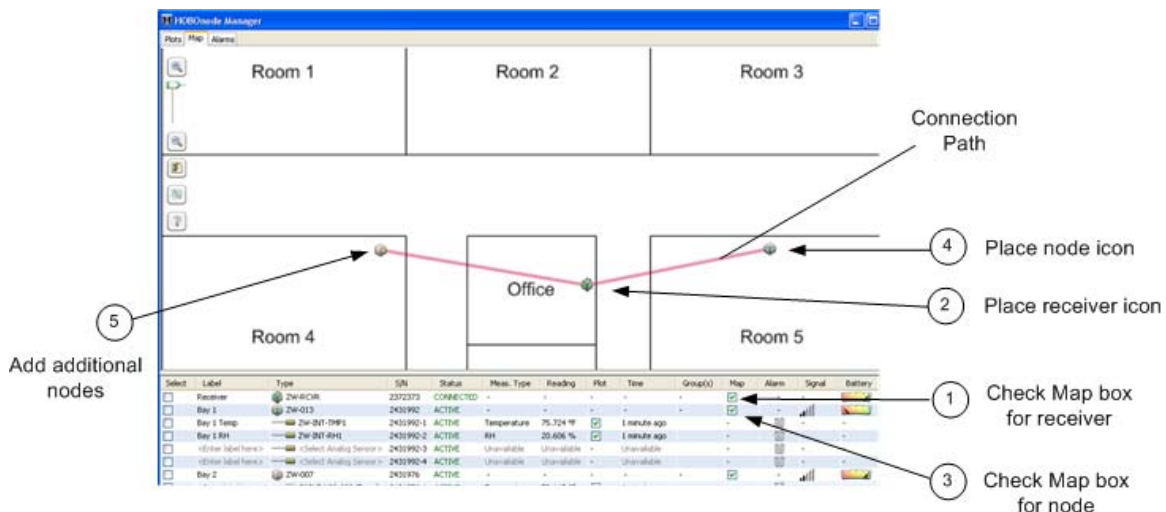 HOBOnode Manager
Plots Map Alarms
Room 1
Room 2
Room 3
Connection
Path
4 Place node icon
Office
2 Place receiver icon
5
Add additional
nodes
Room 4
Room 5
Select Label Type S/N Status Meas. Type Reading Plot Time Group(s) Map Alarm Signal Battery
Receiver ZW-RCVR 2372373 CONNECTED - - - - - -
Bay 1 ZW-013 2431992 ACTIVE - - - - - -
Bay 1 Temp ZW-INT-TMP1 2431992-1 ACTIVE Temperature 75.724 °F 1 minute ago -
Bay 1 RH ZW-INT-RH1 2431992-2 ACTIVE RH 20.606 % 1 minute ago -
<Enter label here> <Select Analog Sensor> 2431992-3 ACTIVE Unavailable Unavailable - Unavailable -
<Enter label here> <Select Analog Sensor> 2431992-4 ACTIVE Unavailable Unavailable - Unavailable -
Bay 2 ZW-007 2431976 ACTIVE - - - - - -
1 Check Map box
for receiver
3 Check Map box
for node